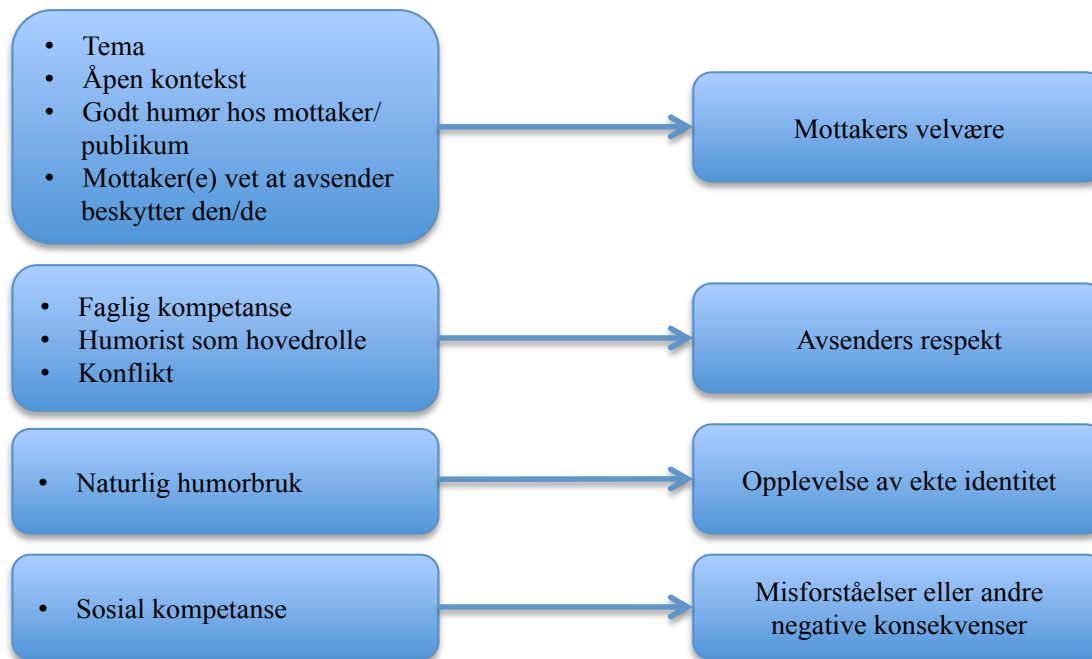 • Tema
• Åpen kontekst
• Godt humør hos mottaker/
publikum
• Mottaker(e) vet at avsender
beskytter den/de
Mottakers velvære
• Faglig kompetanse
• Humorist som hovedrolle
• Konflikt
Avsenders respekt
• Naturlig humorbruk
Opplevelse av ekte identitet
• Sosial kompetanse
Misforståelser eller andre
negative konsekvenser